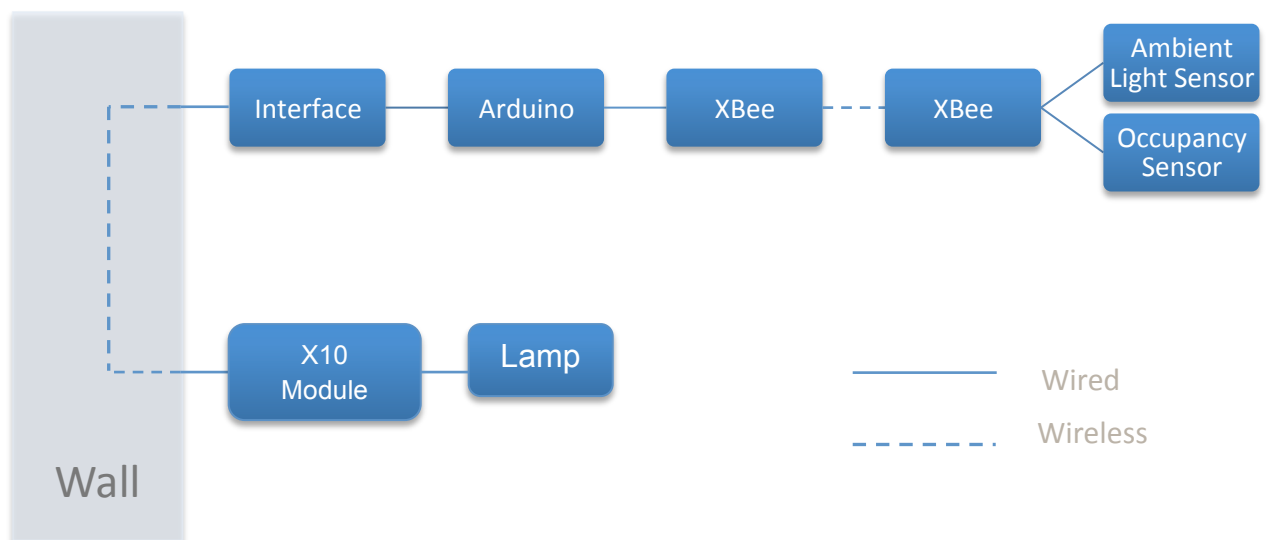 Interface
Arduino
XBee
XBee
Ambient
Light Sensor
Occupancy
Sensor
X10
Module
Lamp
Wired
Wireless
Wall